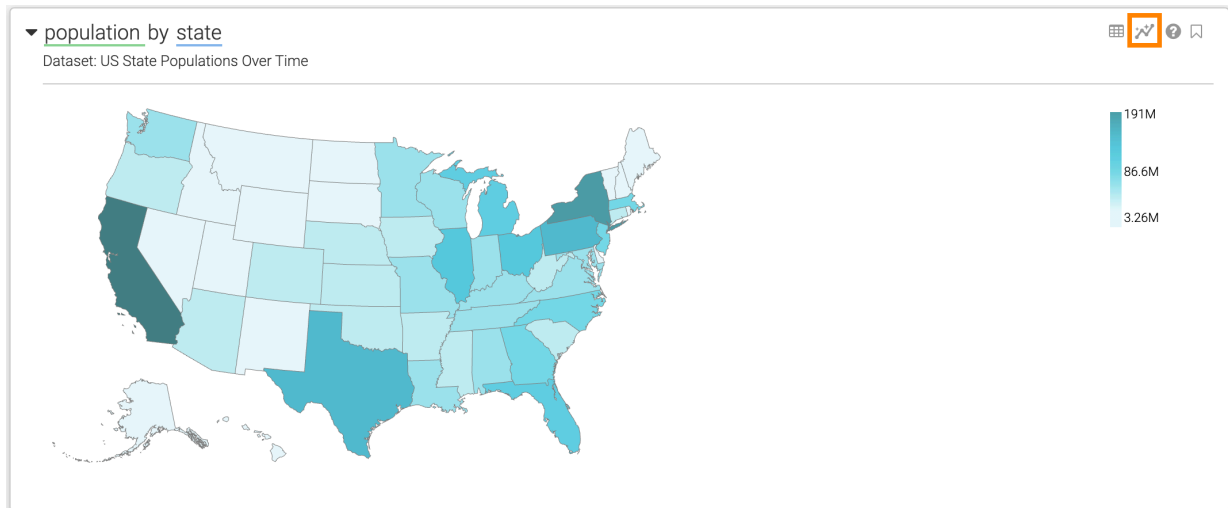 population by state
Dataset: US State Populations Over Time
191M
86.6M
3.26M